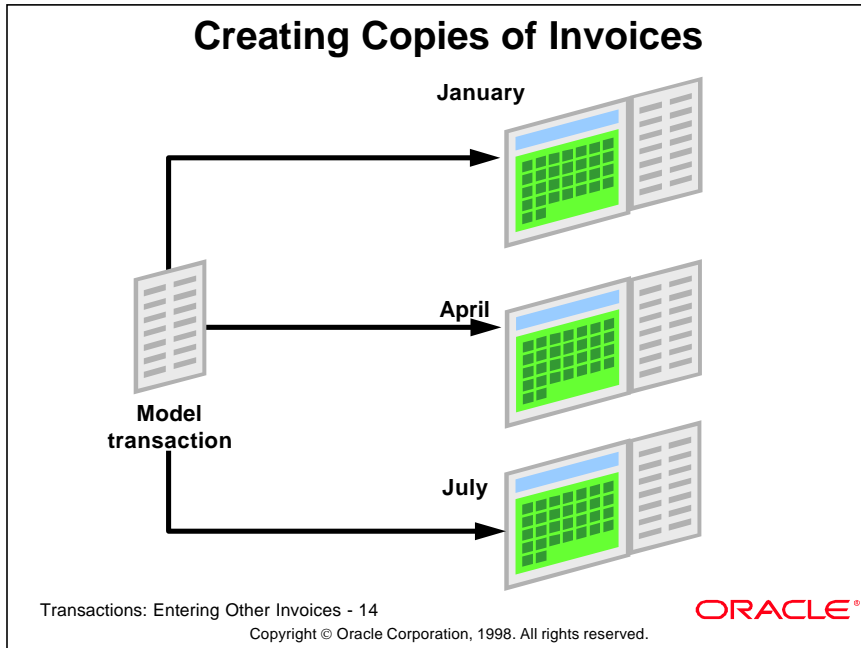 Creating Copies of Invoices
January
April
Model
transaction
July
Transactions: Entering Other Invoices - 14
ORACLE®
Copyright © Oracle Corporation, 1998. All rights reserved.